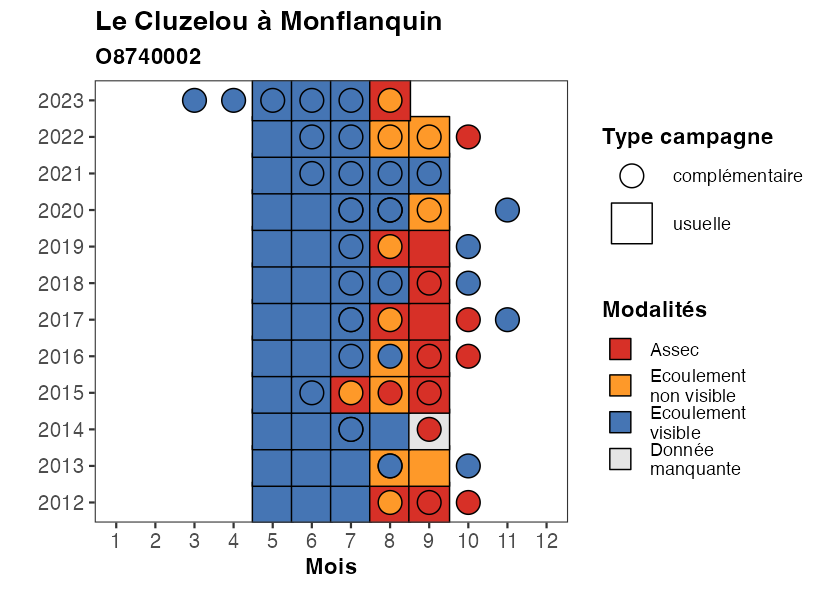 Le Cluzelou à Monflanquin
O8740002
2023
2022
2021
2020
2019
2018
2017
2016
2015
2014
2013
2012
1 2 3 4 5 6 7 8 9 10 11 12
Mois
Type campagne
complémentaire
usuelle
Modalités
Assec
Ecoulement
non visible
Ecoulement
visible
Donnée
manquante